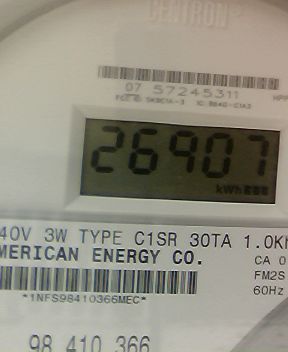 CENTRON®
07 57245311
26907
kWh
40V 3W TYPE C1SR 30TA 1.0Kh
MERICAN ENERGY CO.
CA 0
FM2S
60Hz
*1NFS98410366MEC*
98 410 366